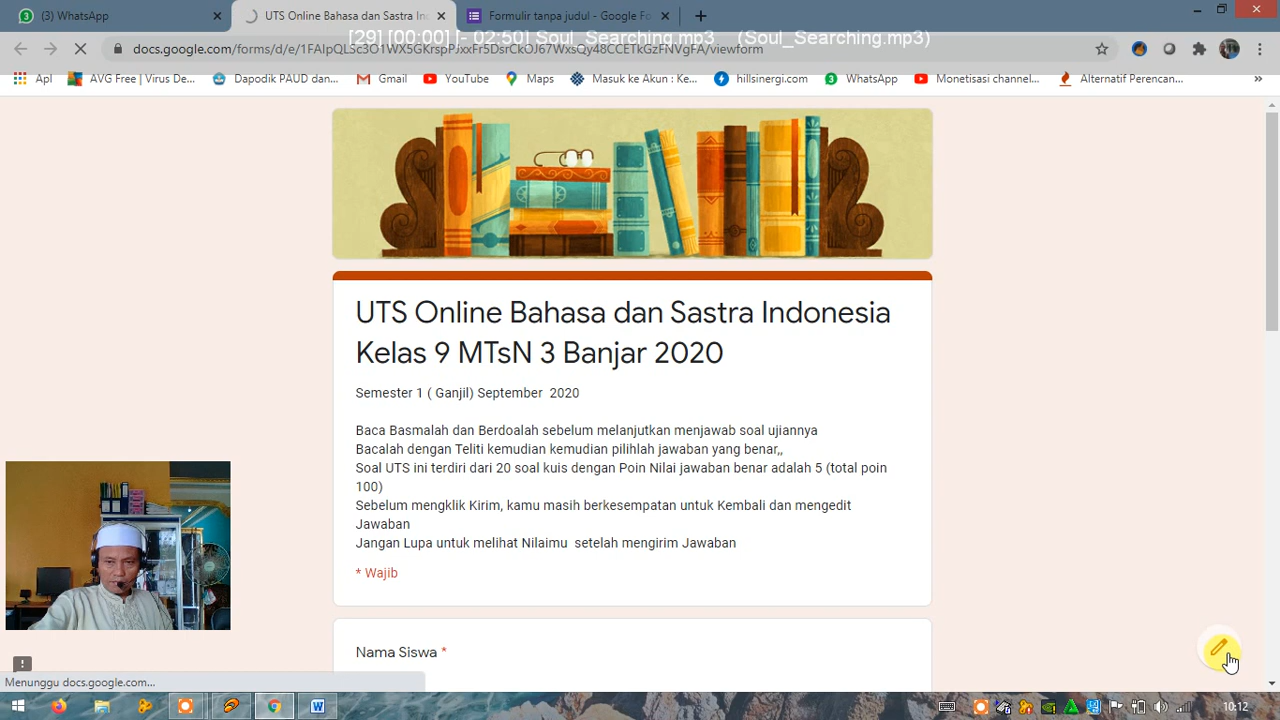 (3) WhatsApp
UTS Online Bahasa dan Sastra In
Formulir tanpa judul - Google Fo
[29] [00:00] [- 02:50] Soul_Searching.mp3 (Soul_Searching.mp3)
Apl
AVG Free | Virus De...
Dapodik PAUD dan...
Gmail
YouTube
Maps
Masuk ke Akun : Ke...
hillsinergi.com
WhatsApp
Monetisasi channel...
Alternatif Perencan...
UTS Online Bahasa dan Sastra Indonesia
Kelas 9 MTsN 3 Banjar 2020
Semester 1 ( Ganjil) September 2020
Baca Basmalah dan Berdoalah sebelum melanjutkan menjawab soal ujiannya
Bacalah dengan Teliti kemudian kemudian pilihlah jawaban yang benar,,
Soal UTS ini terdiri dari 20 soal kuis dengan Poin Nilai jawaban benar adalah 5 (total poin
100)
Sebelum mengklik Kirim, kamu masih berkesempatan untuk Kembali dan mengedit
Jawaban
Jangan Lupa untuk melihat Nilaimu setelah mengirim Jawaban
* Wajib
Nama Siswa *
Menunggu docs.google.com...
10:12